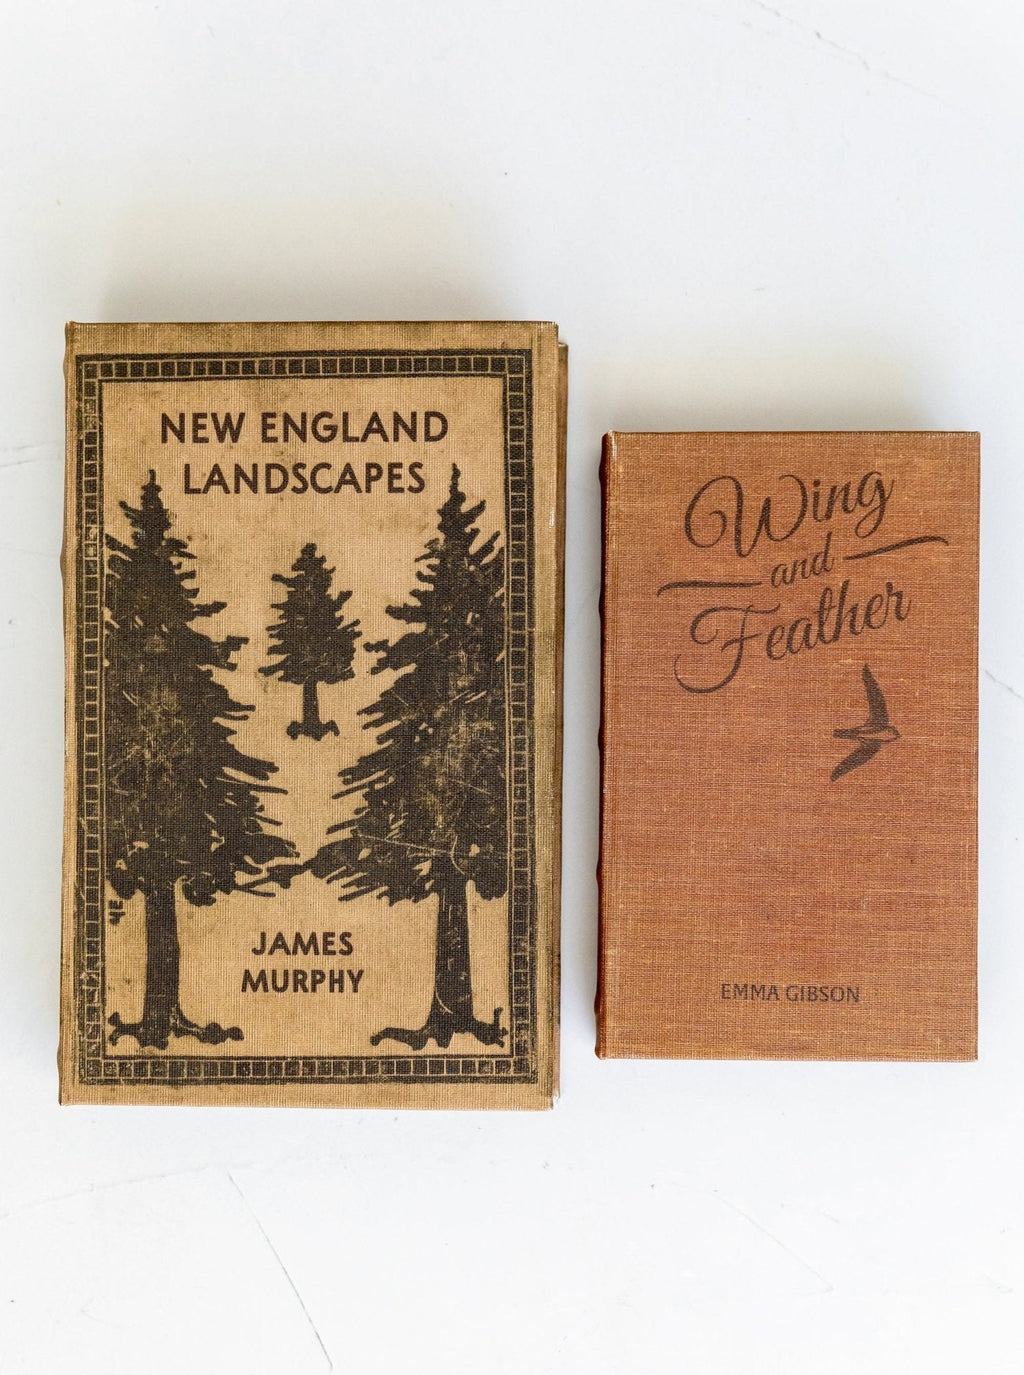 NEW ENGLAND
LANDSCAPES
JAMES
MURPHY
Wing
and
Feather
EMMA GIBSON